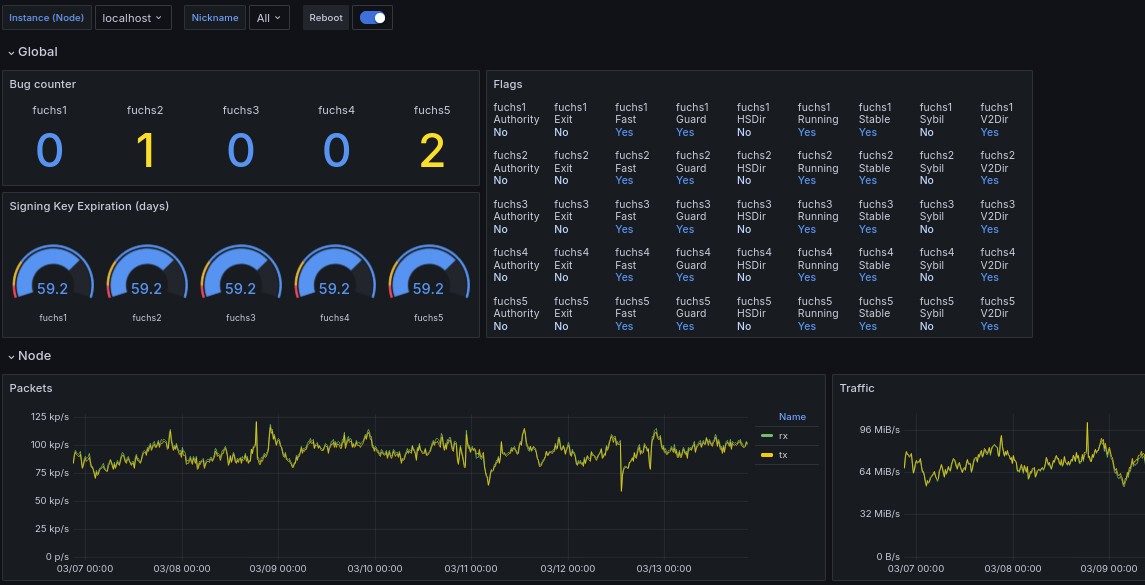 Instance (Node) localhost Nickname All Reboot
Global
Bug counter
fuchs1 fuchs2 fuchs3 fuchs4 fuchs5
0 1 0 0 2
Signing Key Expiration (days)
59.2 59.2 59.2 59.2 59.2
fuchs1 fuchs2 fuchs3 fuchs4 fuchs5
Flags
fuchs1 fuchs1 fuchs1 fuchs1 fuchs1 fuchs1 fuchs1 fuchs1 fuchs1
Authority Exit Fast Guard HSDir Running Stable Sybil V2Dir
No No Yes Yes No Yes Yes No Yes
fuchs2 fuchs2 fuchs2 fuchs2 fuchs2 fuchs2 fuchs2 fuchs2 fuchs2
Authority Exit Fast Guard HSDir Running Stable Sybil V2Dir
No No Yes Yes No Yes Yes No Yes
fuchs3 fuchs3 fuchs3 fuchs3 fuchs3 fuchs3 fuchs3 fuchs3 fuchs3
Authority Exit Fast Guard HSDir Running Stable Sybil V2Dir
No No Yes Yes No Yes Yes No Yes
fuchs4 fuchs4 fuchs4 fuchs4 fuchs4 fuchs4 fuchs4 fuchs4 fuchs4
Authority Exit Fast Guard HSDir Running Stable Sybil V2Dir
No No Yes Yes No Yes Yes No Yes
fuchs5 fuchs5 fuchs5 fuchs5 fuchs5 fuchs5 fuchs5 fuchs5 fuchs5
Authority Exit Fast Guard HSDir Running Stable Sybil V2Dir
No No Yes Yes No Yes Yes No Yes
Node
Packets
125 kp/s
100 kp/s
75 kp/s
50 kp/s
25 kp/s
0 p/s
03/07 00:00 03/08 00:00 03/09 00:00 03/10 00:00 03/11 00:00 03/12 00:00 03/13 00:00
Name
rx
tx
Traffic
96 MiB/s
64 MiB/s
32 MiB/s
0 B/s
03/07 00:00 03/08 00:00 03/09 00:00